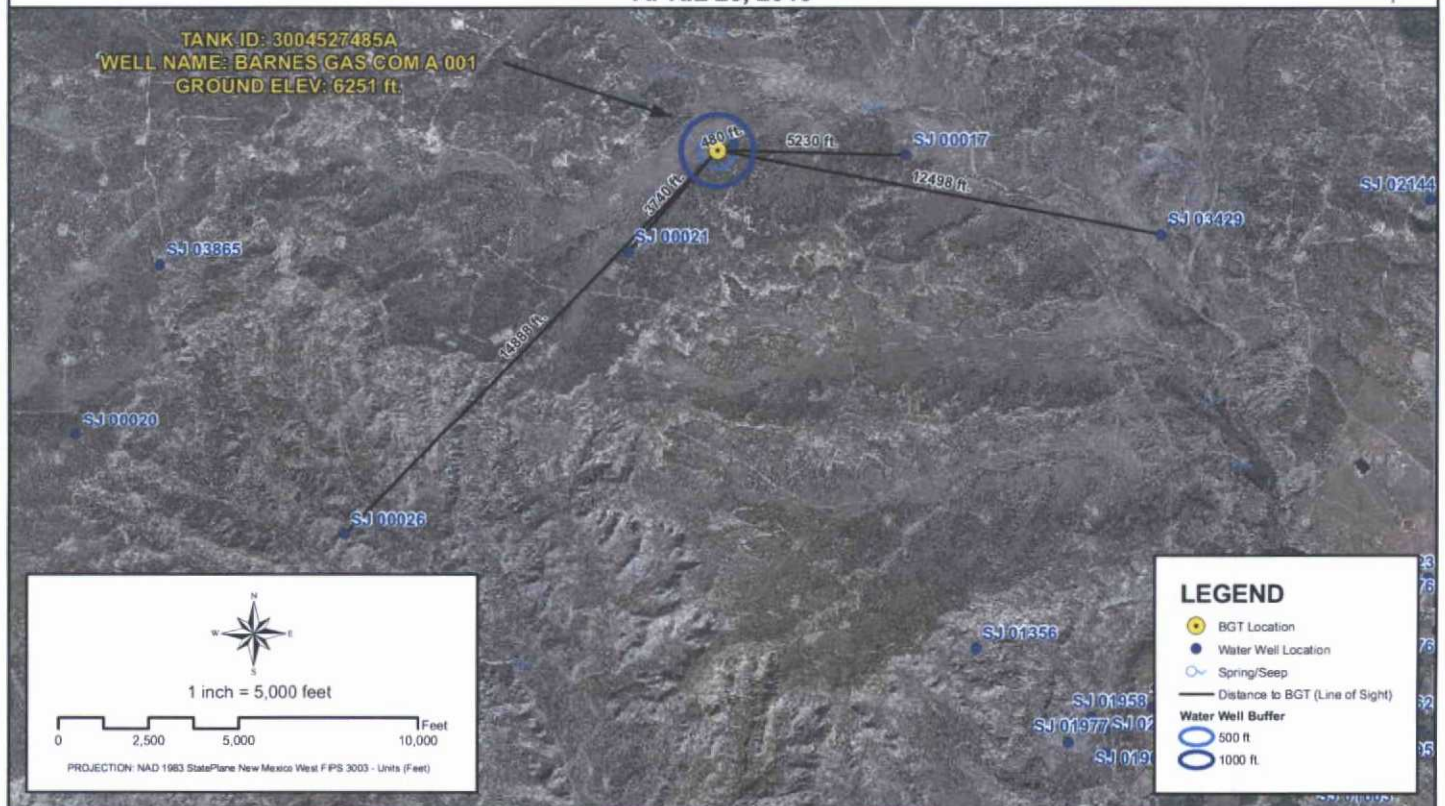 TANK ID: 3004527485A
WELL NAME: BARNES GAS COM A 001
GROUND ELEV: 6251 ft.
480 ft.
5230 ft
SJ 00017
12498 ft.
SJ 02144
3740 ft.
SJ 03429
SJ 00021
SJ 03865
14888 ft.
SJ 00020
SJ 00026
N
W
E
S
1 inch = 5,000 feet
Feet
0
2,500
5,000
10,000
PROJECTION: NAD 1983 StatePlane New Mexico West FIPS 3003 - Units (Feet)
SJ 01356
SJ 01958
SJ 01977
LEGEND
BGT Location
Water Well Location
Spring/Seep
Distance to BGT (Line of Sight)
Water Well Buffer
500 ft
1000 ft.